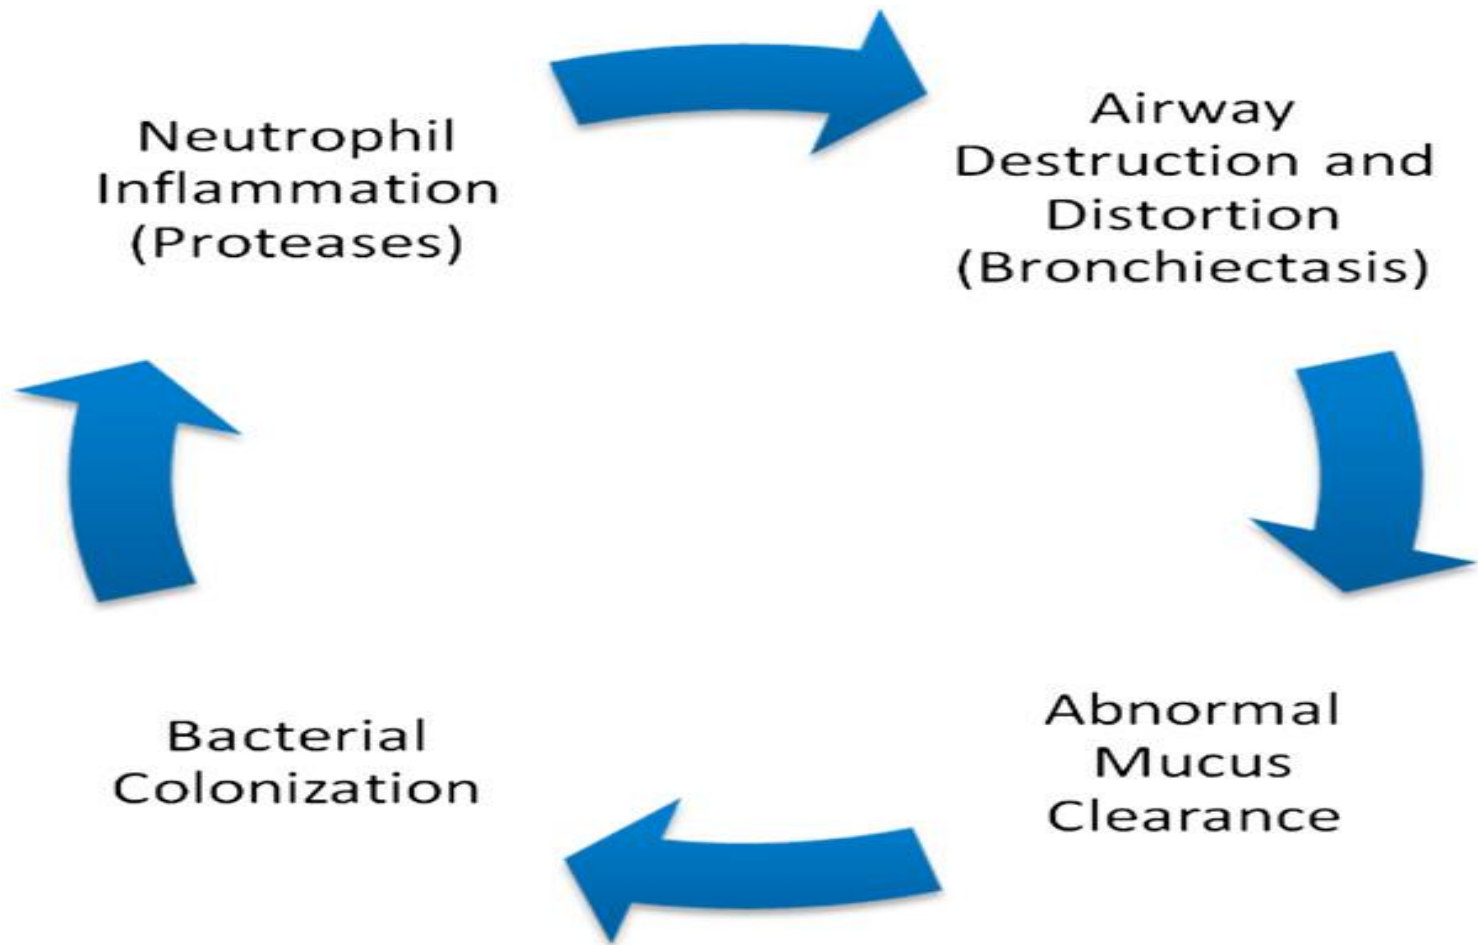 Neutrophil
Inflammation
(Proteases)
Airway
Destruction and
Distortion
(Bronchiectasis)
Abnormal
Mucus
Clearance
Bacterial
Colonization